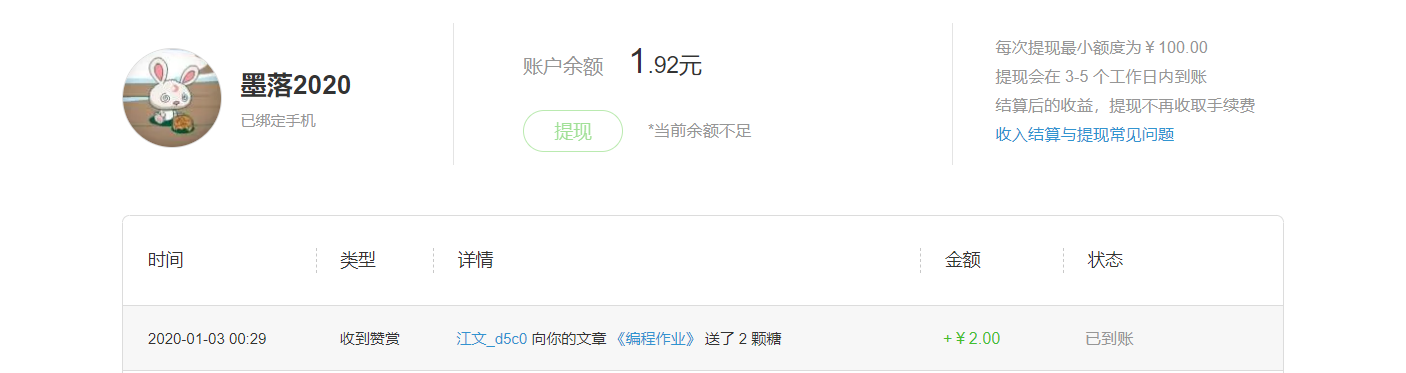 墨落2020
已绑定手机
账户余额 1.92元
提现 *当前余额不足
每次提现最小额度为￥100.00
提现会在 3-5 个工作日内到账
结算后的收益，提现不再收取手续费
收入结算与提现常见问题
时间 类型 详情 金额 状态
2020-01-03 00:29 收到赞赏 江文_d5c0 向你的文章 《编程作业》 送了 2 颗糖 +￥2.00 已到账